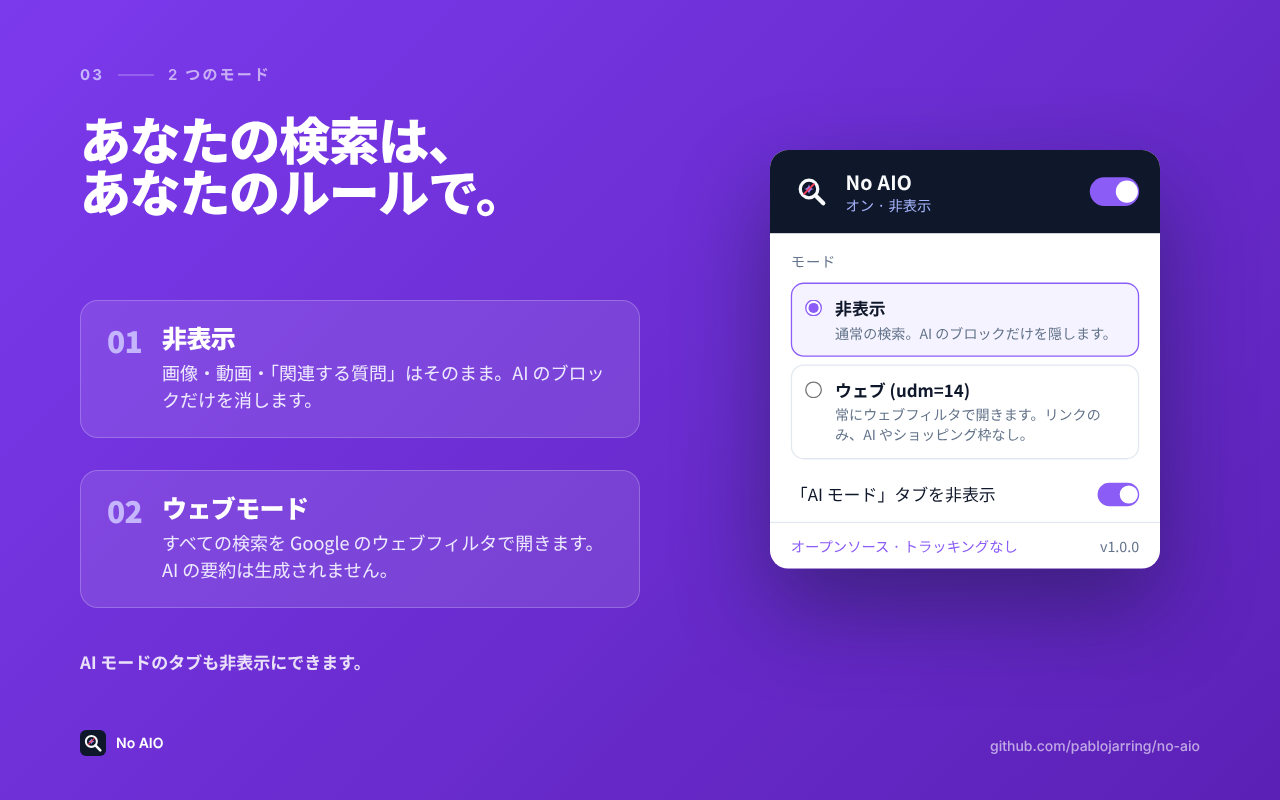 03 2 つのモード
あなたの検索は、
あなたのルールで。
01 非表示
画像・動画・「関連する質問」はそのまま。AI のブロッ
クだけを消します。
02 ウェブモード
すべての検索を Google のウェブフィルタで開きます。
AI の要約は生成されません。
AI モードのタブも非表示にできます。
No AIO
No AIO
オン · 非表示
モード
非表示
通常の検索。AI のブロックだけを隠します。
ウェブ (udm=14)
常にウェブフィルタで開きます。リンクの
み、AI やショッピング枠なし。
「AI モード」タブを非表示
オープンソース · トラッキングなし v1.0.0
github.com/pablojarring/no-aio